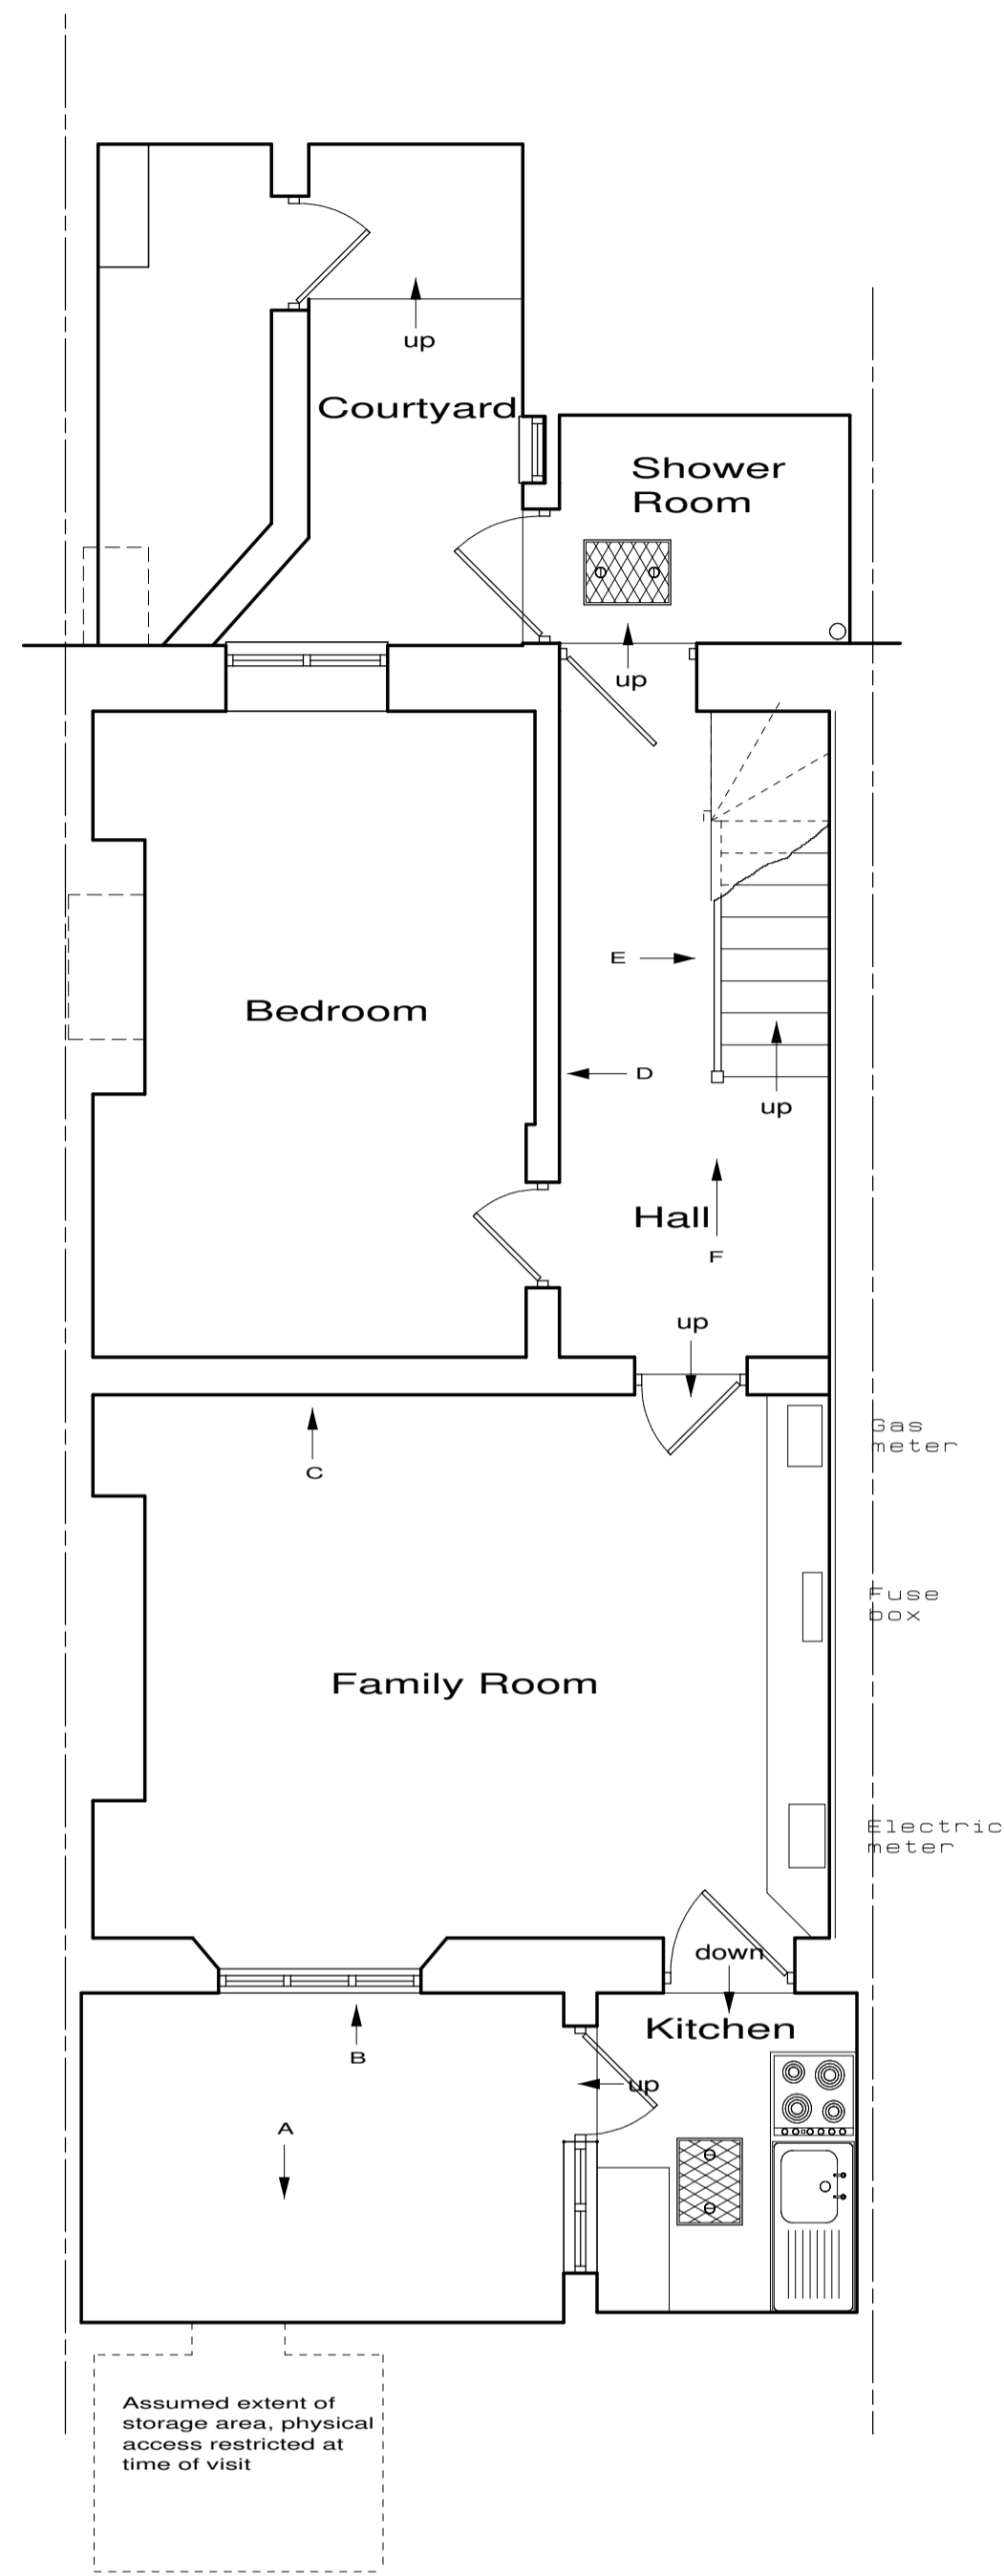 up
Courtyard
Shower
Room
up
E
Bedroom
D
up
Hall
F
up
Gas
meter
C
Fuse
box
Family Room
Electric
meter
down
Kitchen
B
up
A
Assumed extent of
storage area, physical
access restricted at
time of visit